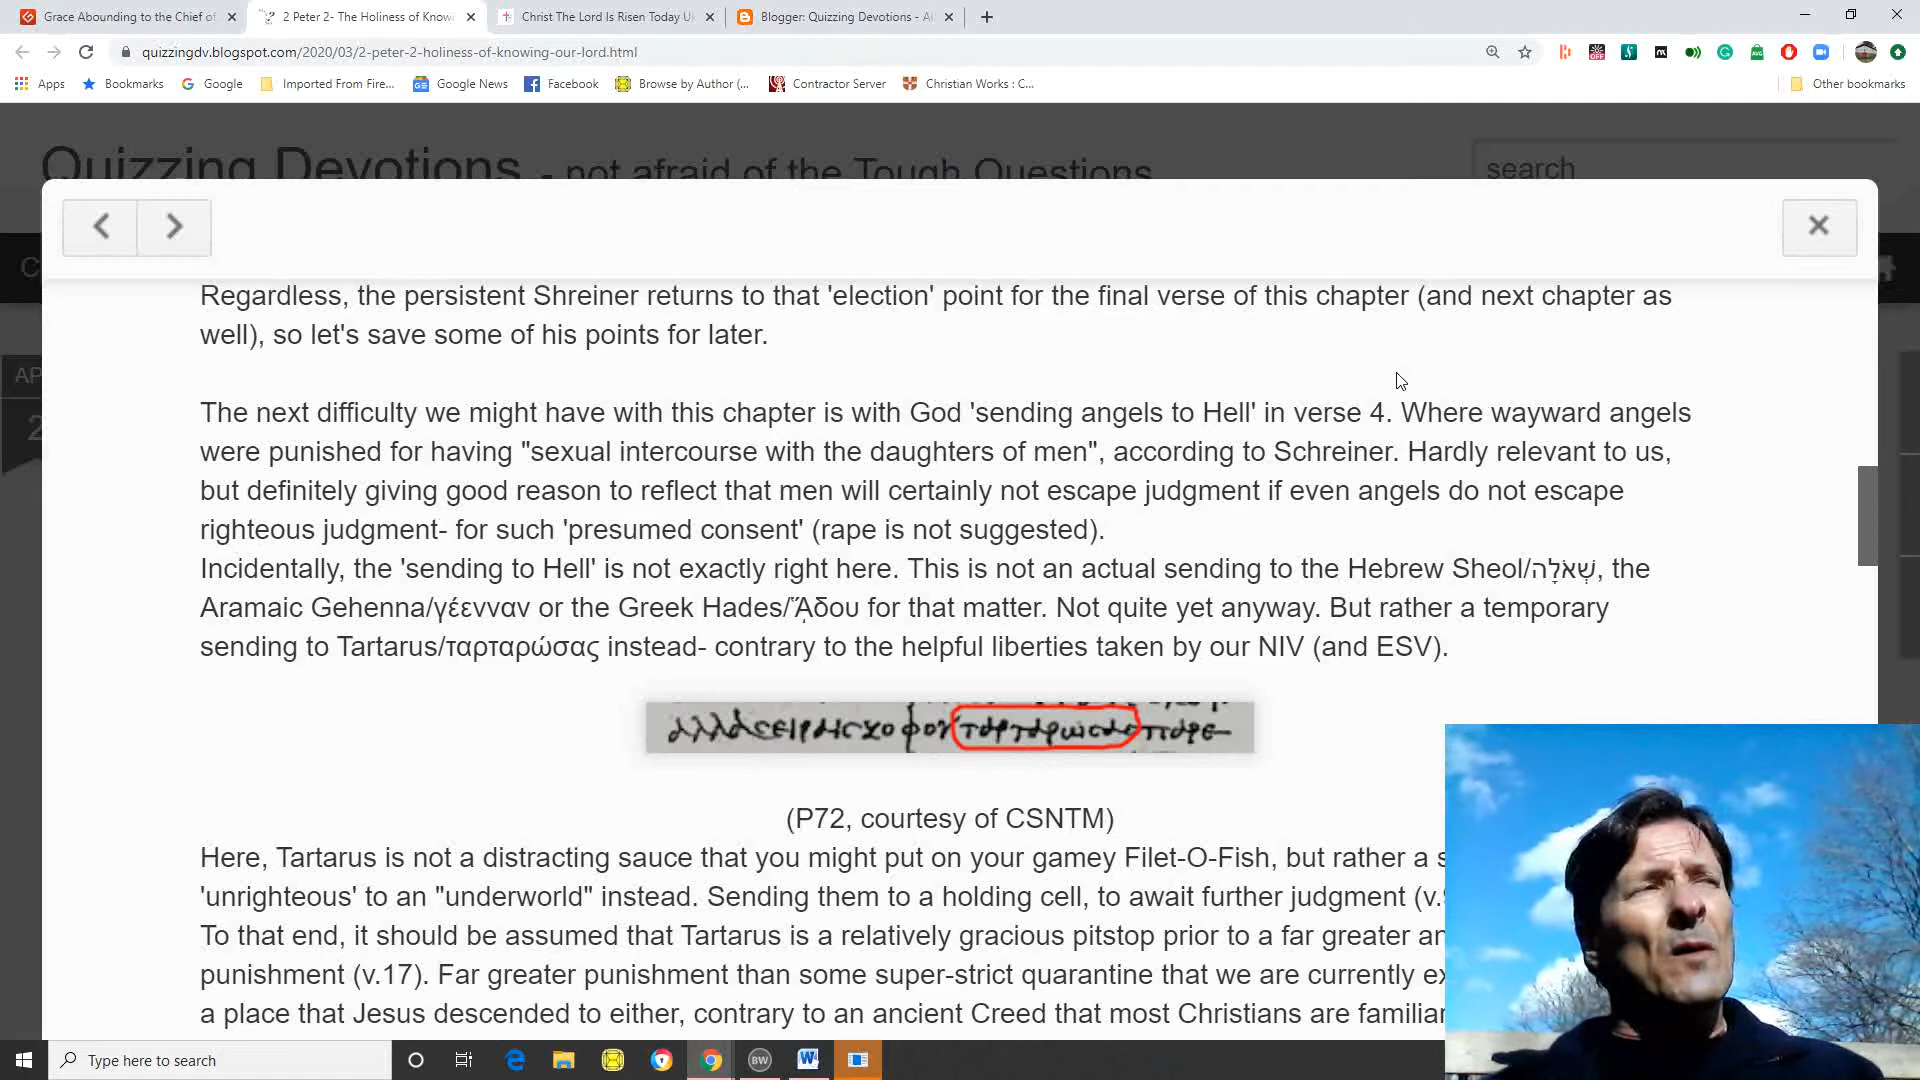 Grace Abounding to the Chief of
2 Peter 2- The Holiness of Know
Christ The Lord Is Risen Today U
Blogger: Quizzing Devotions - A
quizzingdv.blogspot.com/2020/03/2-peter-2-holiness-of-knowing-our-lord.html
Apps
Bookmarks
Google
Imported From Fire...
Google News
Facebook
Browse by Author (...
Contractor Server
Christian Works : C...
Other bookmarks
Quizzing Devotions - not afraid of the Tough Questions
search
Regardless, the persistent Shreiner returns to that 'election' point for the final verse of this chapter (and next chapter as
well), so let's save some of his points for later.
The next difficulty we might have with this chapter is with God 'sending angels to Hell' in verse 4. Where wayward angels
were punished for having "sexual intercourse with the daughters of men", according to Schreiner. Hardly relevant to us,
but definitely giving good reason to reflect that men will certainly not escape judgment if even angels do not escape
righteous judgment- for such 'presumed consent' (rape is not suggested).
Incidentally, the 'sending to Hell' is not exactly right here. This is not an actual sending to the Hebrew Sheol/שְׁאֹלָה, the
Aramaic Gehenna/γέενναν or the Greek Hades/ᾍδου for that matter. Not quite yet anyway. But rather a temporary
sending to Tartarus/ταρταρώσας instead- contrary to the helpful liberties taken by our NIV (and ESV).
(P72, courtesy of CSNTM)
Here, Tartarus is not a distracting sauce that you might put on your gamey Filet-O-Fish, but rather a s
'unrighteous' to an "underworld" instead. Sending them to a holding cell, to await further judgment (v.
To that end, it should be assumed that Tartarus is a relatively gracious pitstop prior to a far greater an
punishment (v.17). Far greater punishment than some super-strict quarantine that we are currently ex
a place that Jesus descended to either, contrary to an ancient Creed that most Christians are familiar
Type here to search
BW